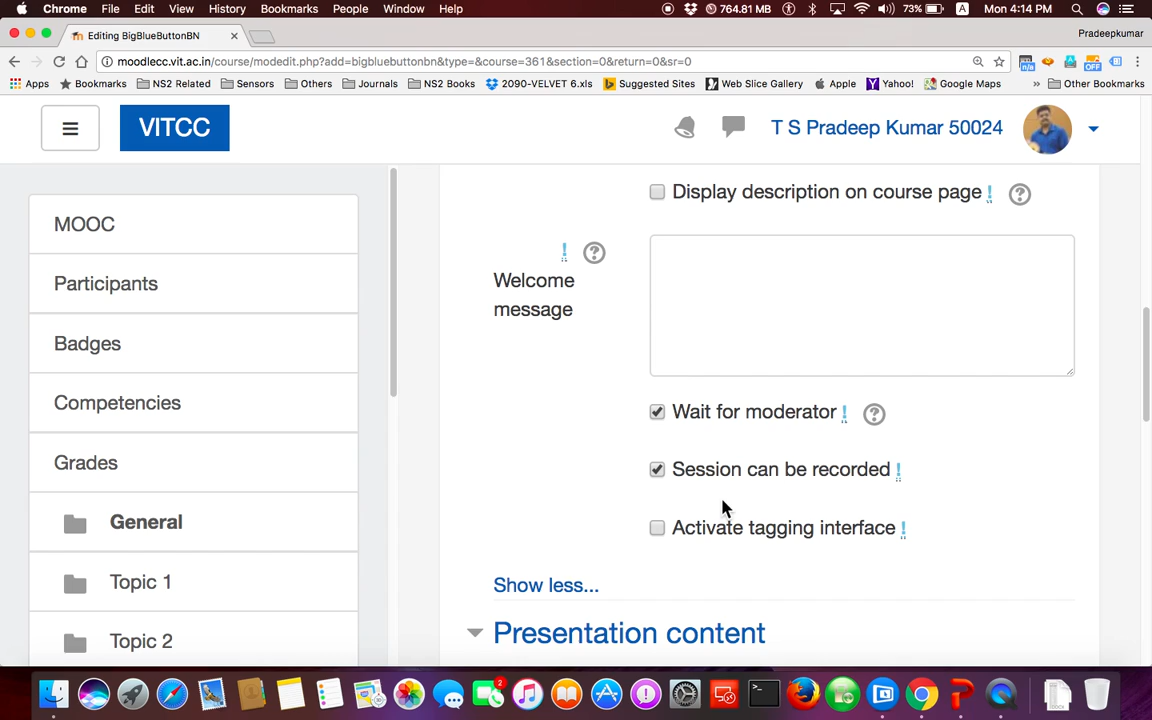 Chrome File Edit View History Bookmarks People Window Help 764.81 MB 73% A Mon 4:14 PM
Editing BigBlueButtonBN Pradeepkumar
moodlecc.vit.ac.in/course/modedit.php?add=bigbluebuttonbn&type=&course=361&section=0&return=0&sr=0
Apps Bookmarks NS2 Related Sensors Others Journals NS2 Books 2090-VELVET 6.xls Suggested Sites Web Slice Gallery Apple Yahoo! Google Maps » Other Bookmarks
VITCC T S Pradeep Kumar 50024
Display description on course page
MOOC
Participants
Badges
Competencies
Grades
General
Topic 1
Topic 2
Welcome
message
Wait for moderator
Session can be recorded
Activate tagging interface
Show less...
Presentation content